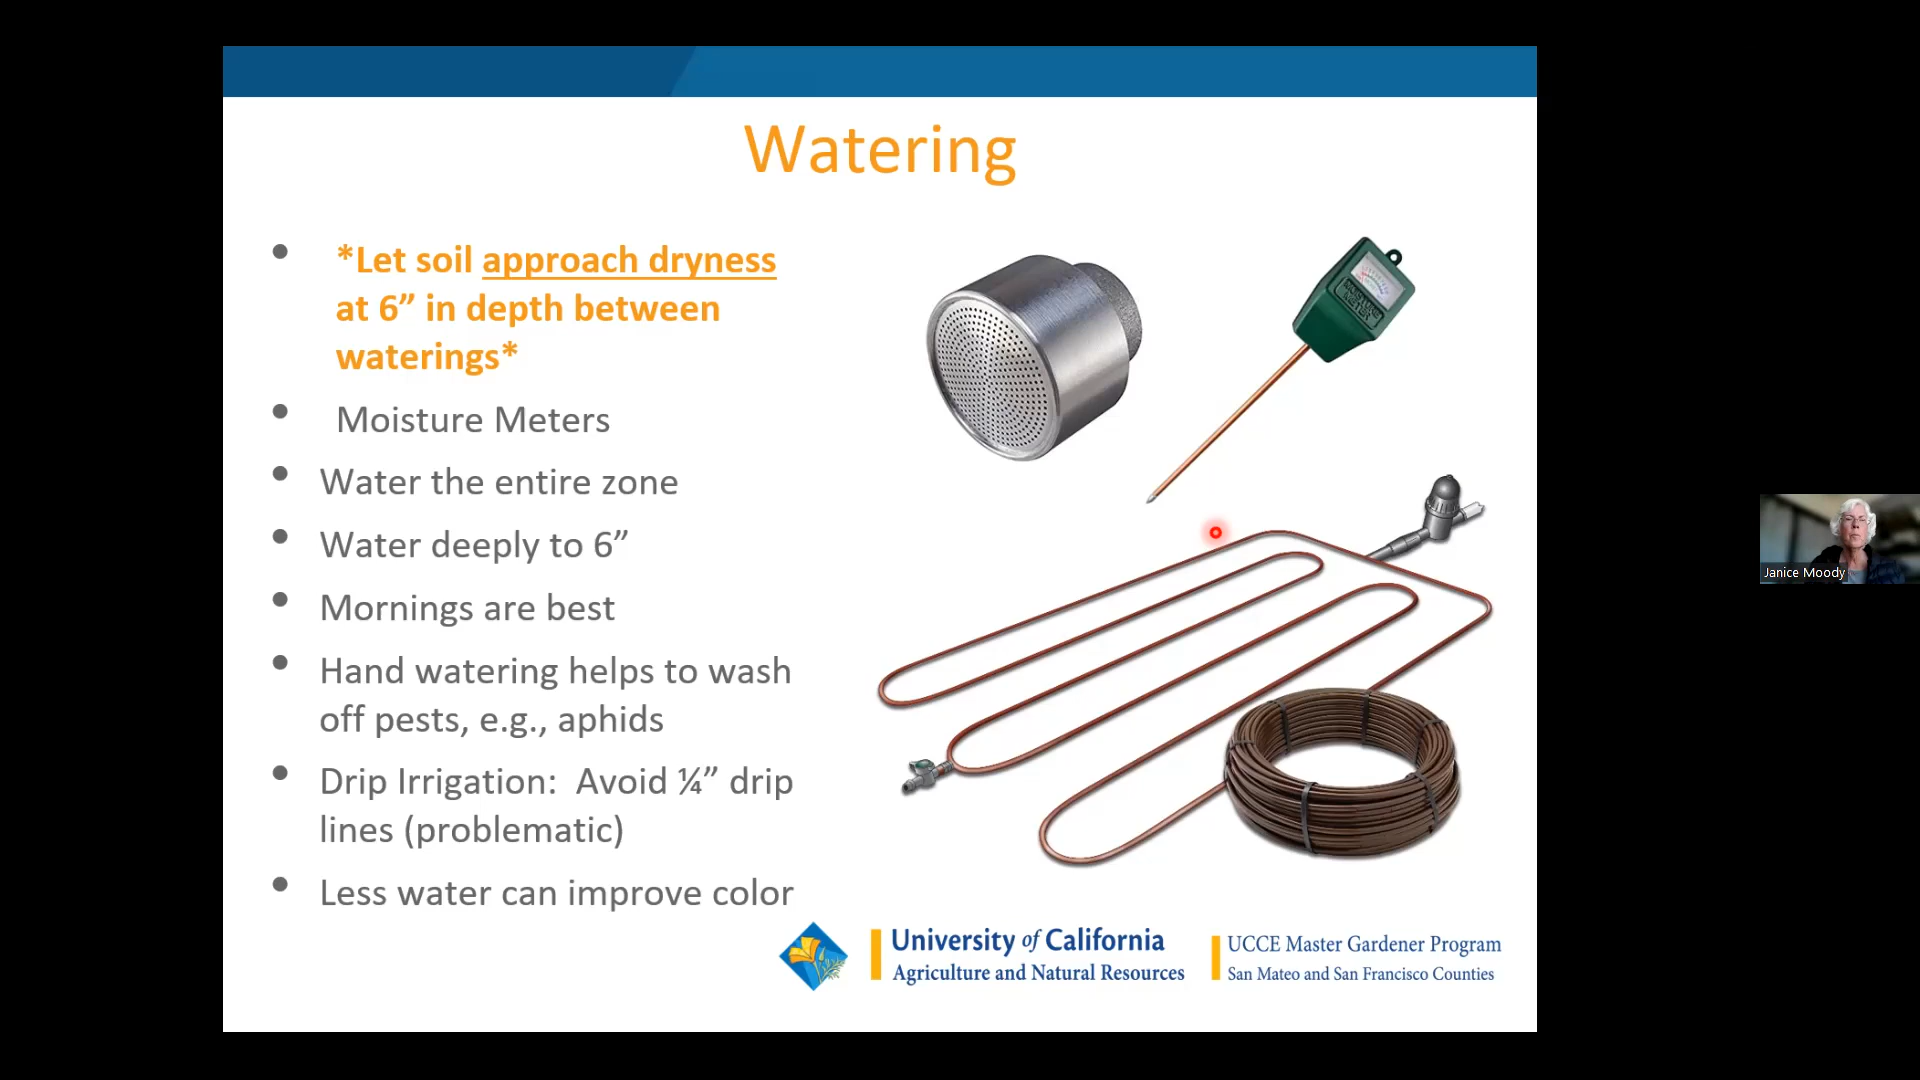 Watering
• *Let soil approach dryness
at 6” in depth between
waterings*
• Moisture Meters
• Water the entire zone
• Water deeply to 6”
• Mornings are best
• Hand watering helps to wash
off pests, e.g., aphids
• Drip Irrigation:  Avoid ¼” drip
lines (problematic)
• Less water can improve color
MOISTURE
METER
University of California
Agriculture and Natural Resources
UCCE Master Gardener Program
San Mateo and San Francisco Counties
Janice Moody